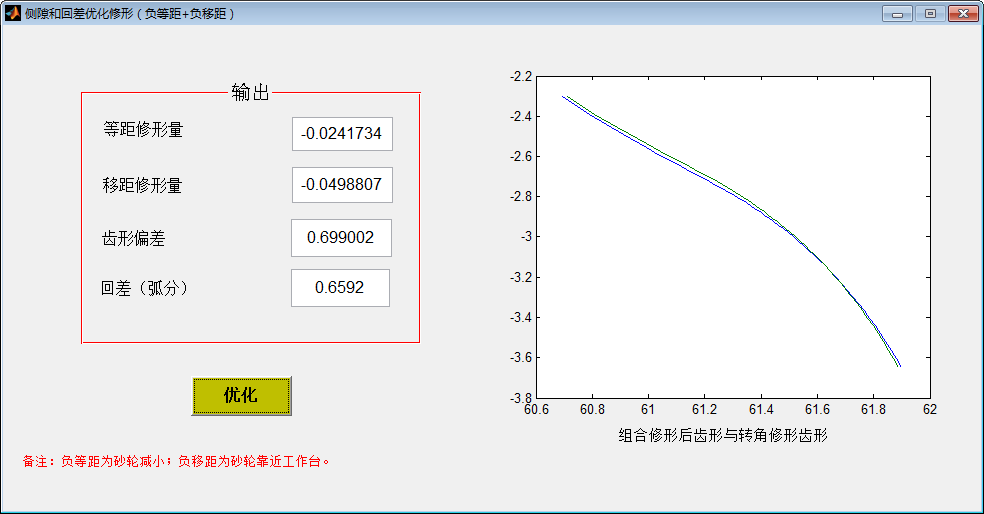 侧隙和回差优化修形（负等距+负移距）
输出
等距修形量 -0.0241734
移距修形量 -0.0498807
齿形偏差 0.699002
回差（弧分） 0.6592
优化
备注：负等距为砂轮减小；负移距为砂轮靠近工作台。
-2.2
-2.4
-2.6
-2.8
-3
-3.2
-3.4
-3.6
-3.8
60.6 60.8 61 61.2 61.4 61.6 61.8 62
组合修形后齿形与转角修形齿形